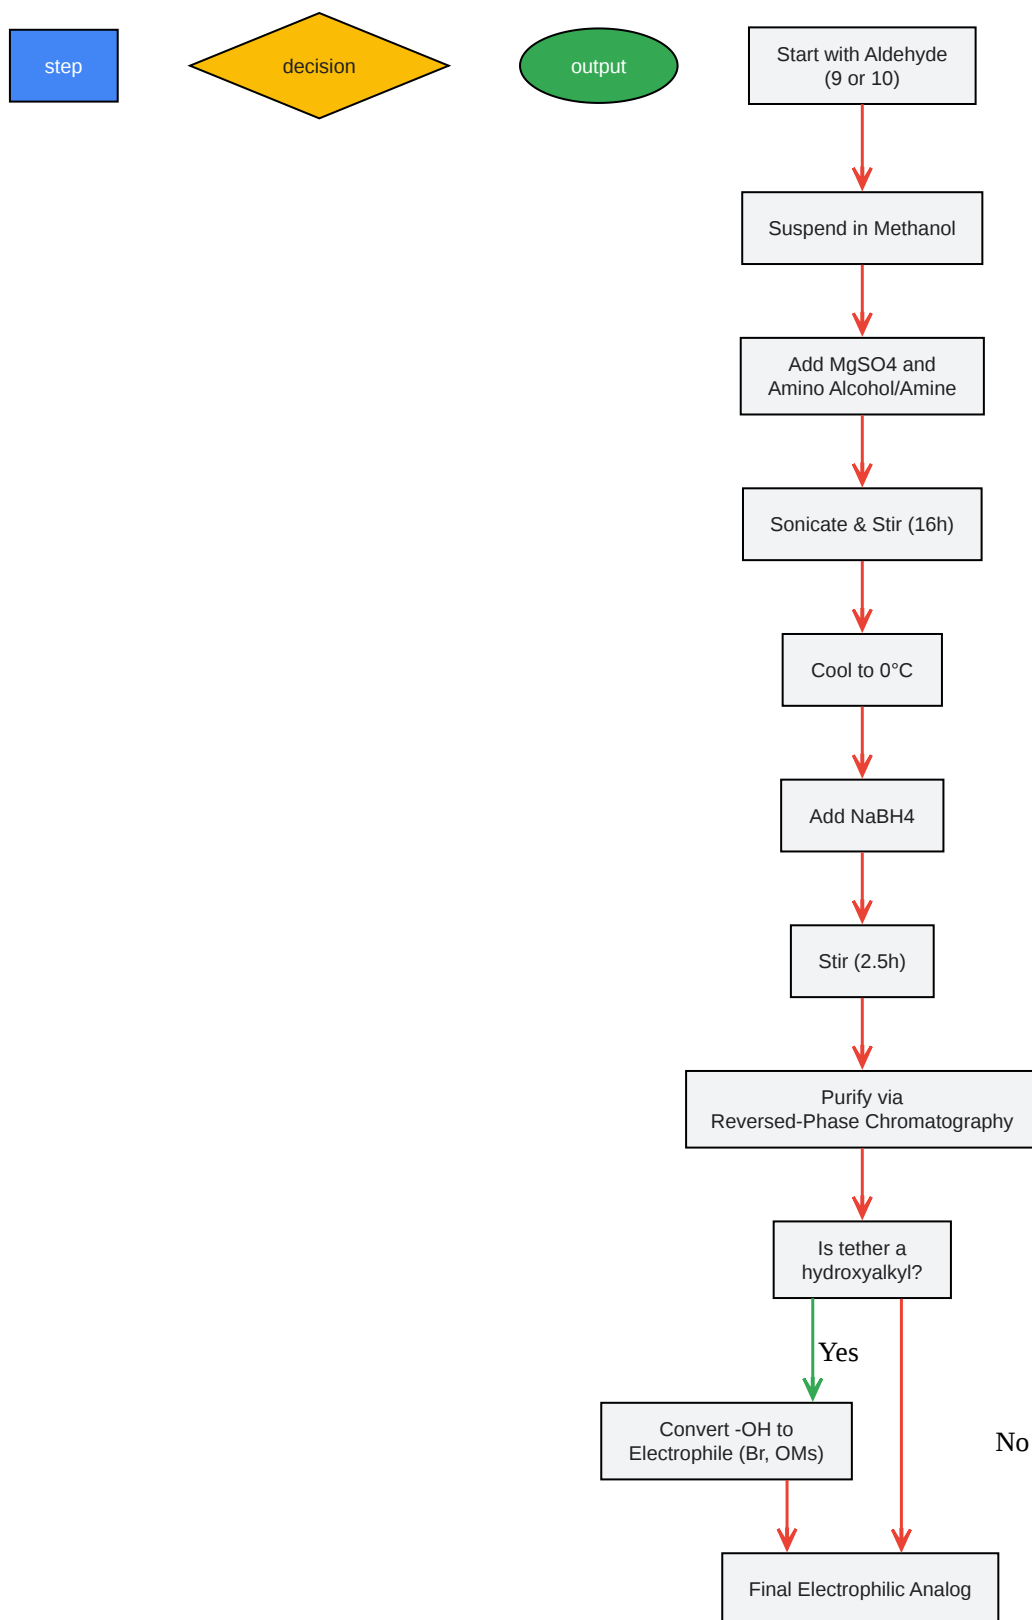 step
decision
output
Start with Aldehyde
(9 or 10)
Suspend in Methanol
Add MgSO4 and
Amino Alcohol/Amine
Sonicate & Stir (16h)
Cool to 0°C
Add NaBH4
Stir (2.5h)
Purify via
Reversed-Phase Chromatography
Is tether a
hydroxyalkyl?
Yes
Convert -OH to
Electrophile (Br, OMs)
No
Final Electrophilic Analog